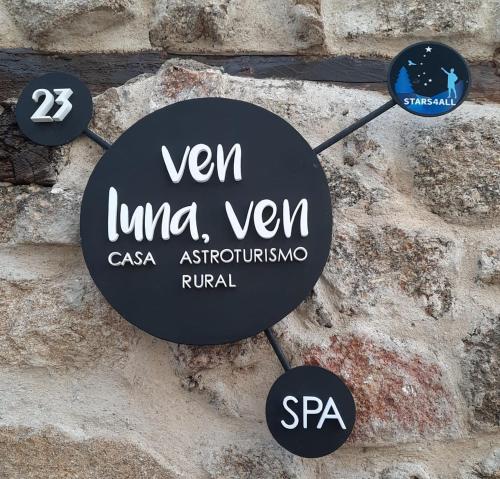 23
STARS4ALL
ven
luna, ven
CASA ASTROTURISMO
RURAL
SPA